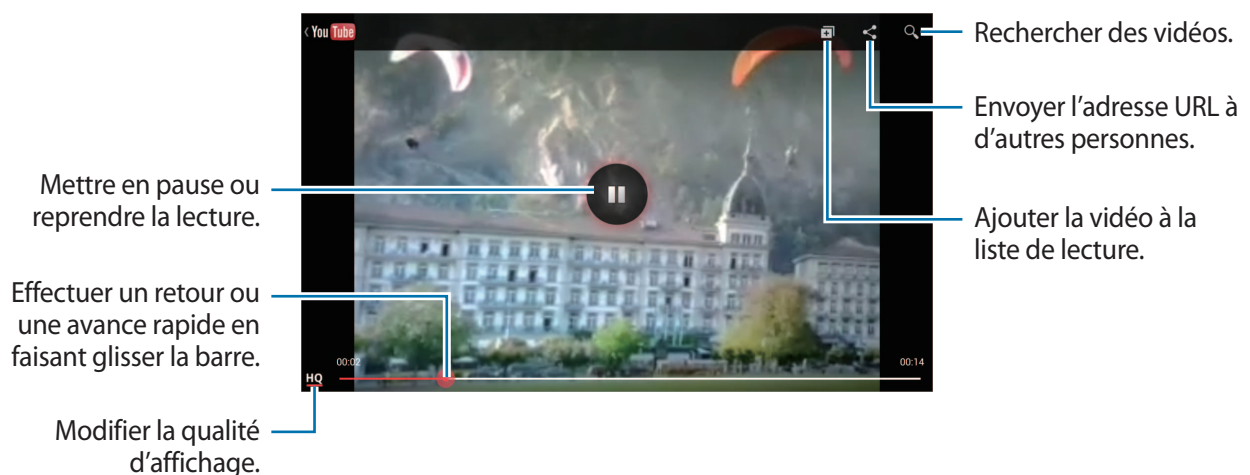 You Tube
Rechercher des vidéos.
Envoyer l’adresse URL à
d’autres personnes.
Mettre en pause ou
reprendre la lecture.
Ajouter la vidéo à la
liste de lecture.
Effectuer un retour ou
une avance rapide en
faisant glisser la barre.
00:02
00:14
HQ
Modifier la qualité
d’affichage.